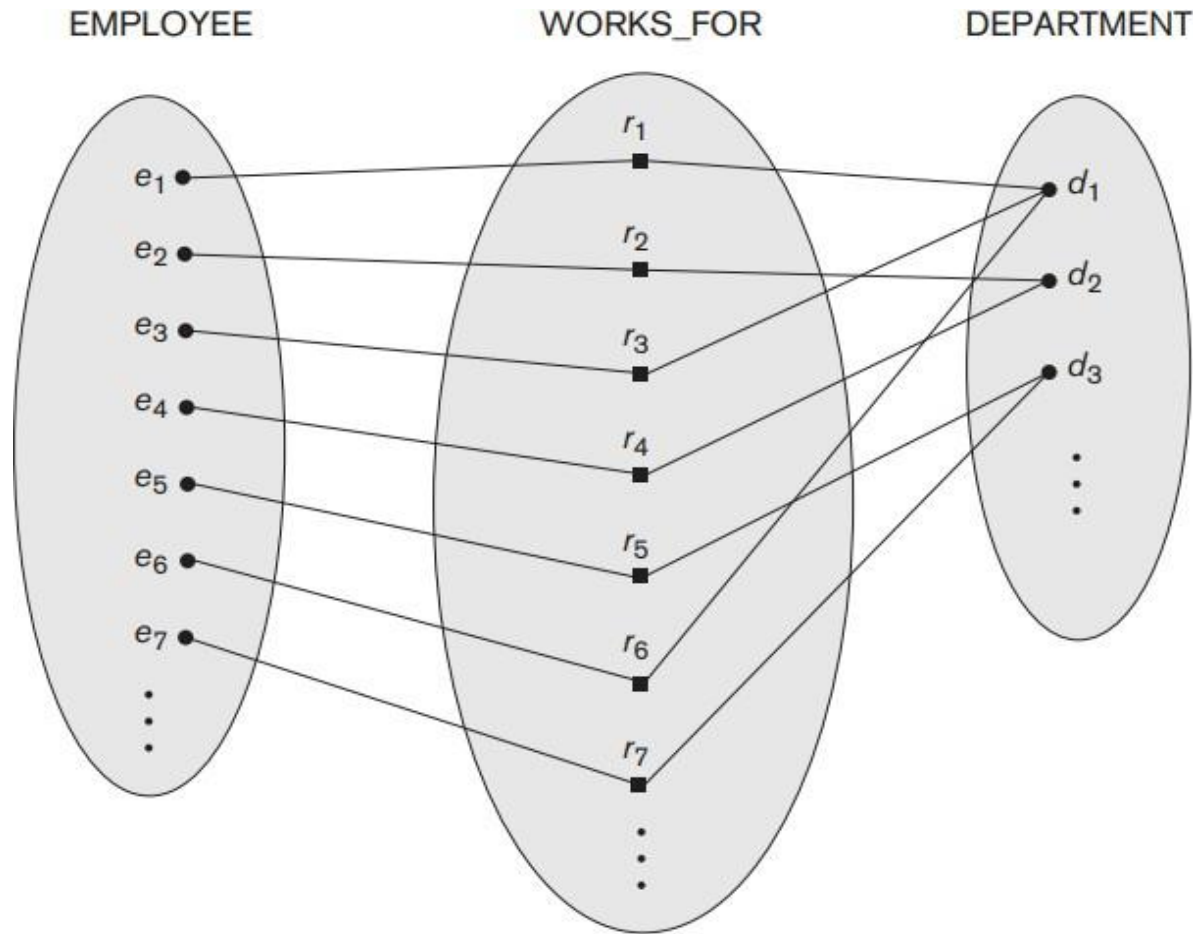 EMPLOYEE WORKS_FOR DEPARTMENT
r₁
e₁ d₁
r₂
e₂ d₂
e₃ r₃ d₃
e₄ r₄
e₅ r₅
e₆ r₆
e₇ r₇